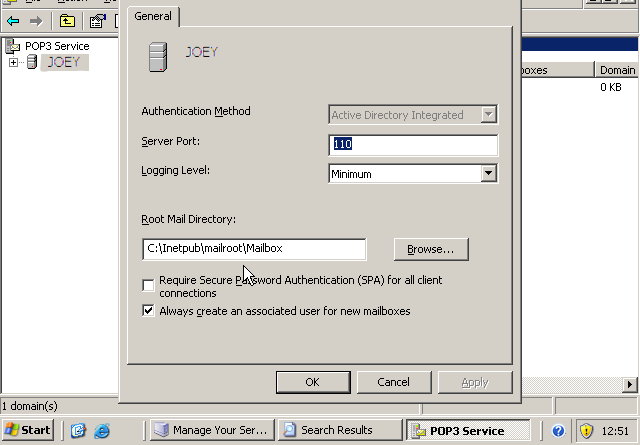 General
POP3 Service
JOEY
JOEY
oxes
Domain
0 KB
Authentication Method
Active Directory Integrated
Server Port:
110
Logging Level:
Minimum
Root Mail Directory:
C:\Inetpub\mailroot\Mailbox
Browse...
Require Secure Password Authentication (SPA) for all client
connections
Always create an associated user for new mailboxes
OK
Cancel
Apply
1 domain(s)
Start
Manage Your Ser...
Search Results
POP3 Service
12:51